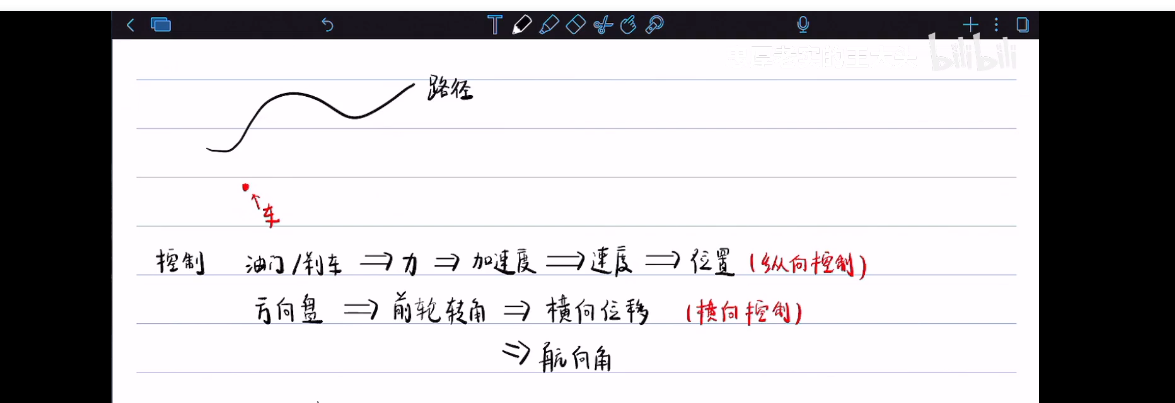 bilibili
路径
车
控制 油门/刹车 ⇒ 力 ⇒ 加速度 ⇒ 速度 ⇒ 位置 (纵向控制)
方向盘 ⇒ 前轮转角 ⇒ 横向位移 (横向控制)
⇒ 航向角